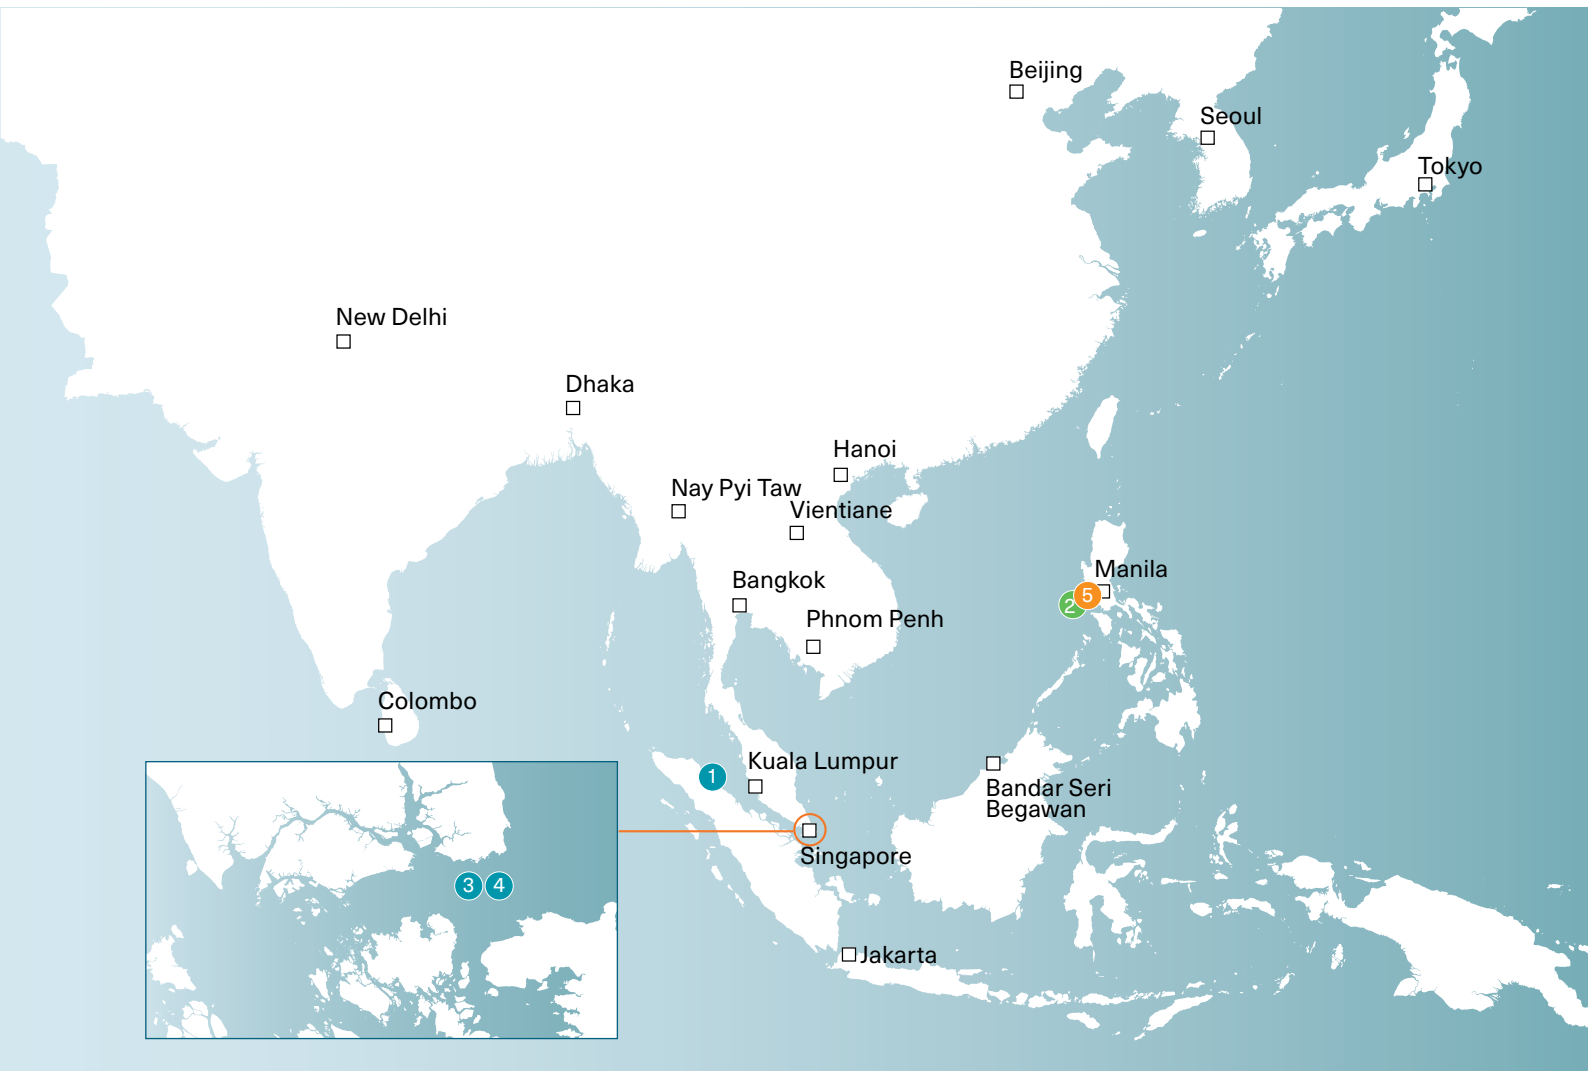 Beijing
Seoul
Tokyo
New Delhi
Dhaka
Hanoi
Nay Pyi Taw
Vientiane
Manila
Bangkok
5
2
Phnom Penh
Colombo
Kuala Lumpur
1
Bandar Seri
Begawan
Singapore
3 4
Jakarta